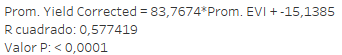 Prom. Yield Corrected = 83,7674*Prom. EVI + -15,1385
R cuadrado: 0,577419
Valor P: < 0,0001